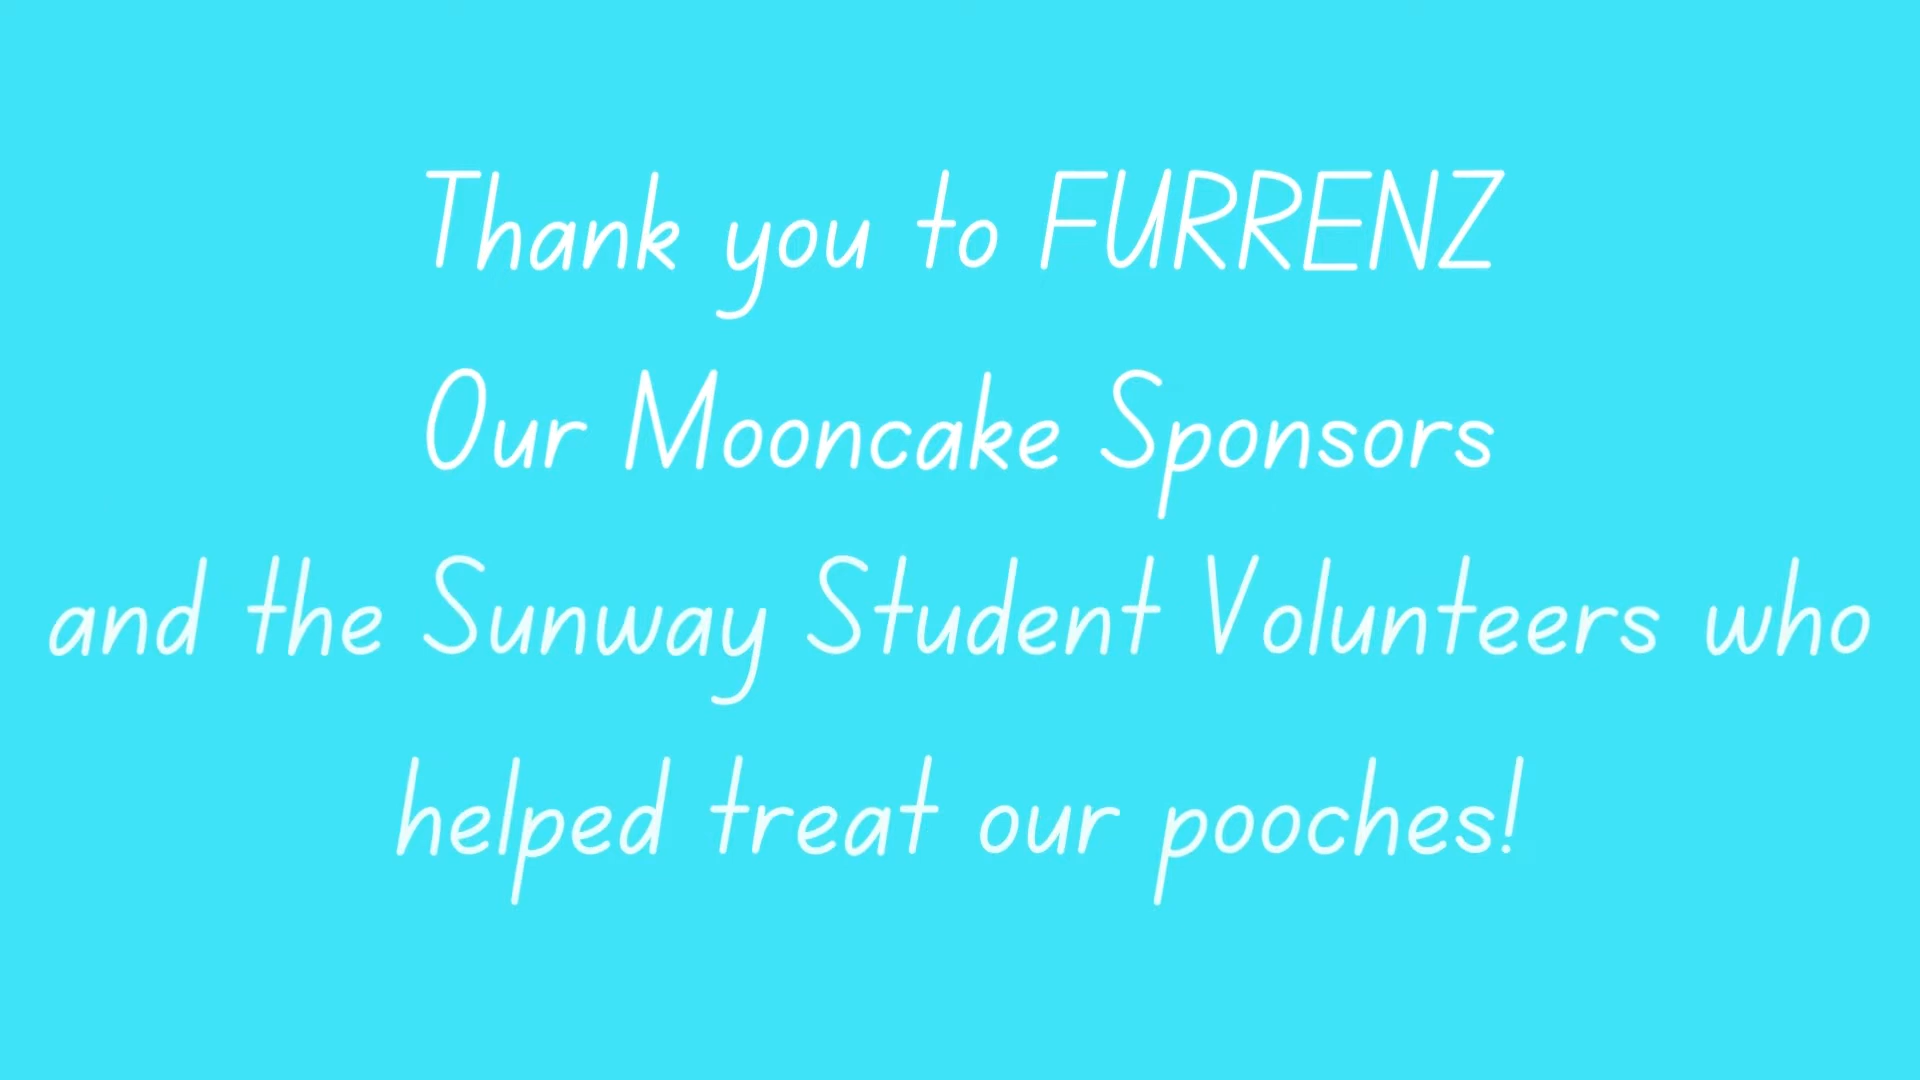 Thank you to FURRENZ
Our Mooncake Sponsors
and the Sunway Student Volunteers who
helped treat our pooches!